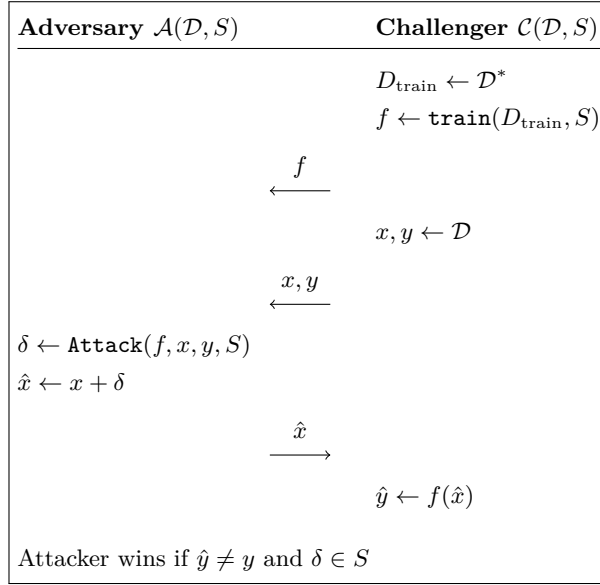 Adversary 𝒜(𝒟, S) Challenger 𝒞(𝒟, S)
D_train ← 𝒟*
f ← train(D_train, S)
f
←
x, y ← 𝒟
x, y
←
δ ← Attack(f, x, y, S)
x̂ ← x + δ
x̂
→
ŷ ← f(x̂)
Attacker wins if ŷ ≠ y and δ ∈ S